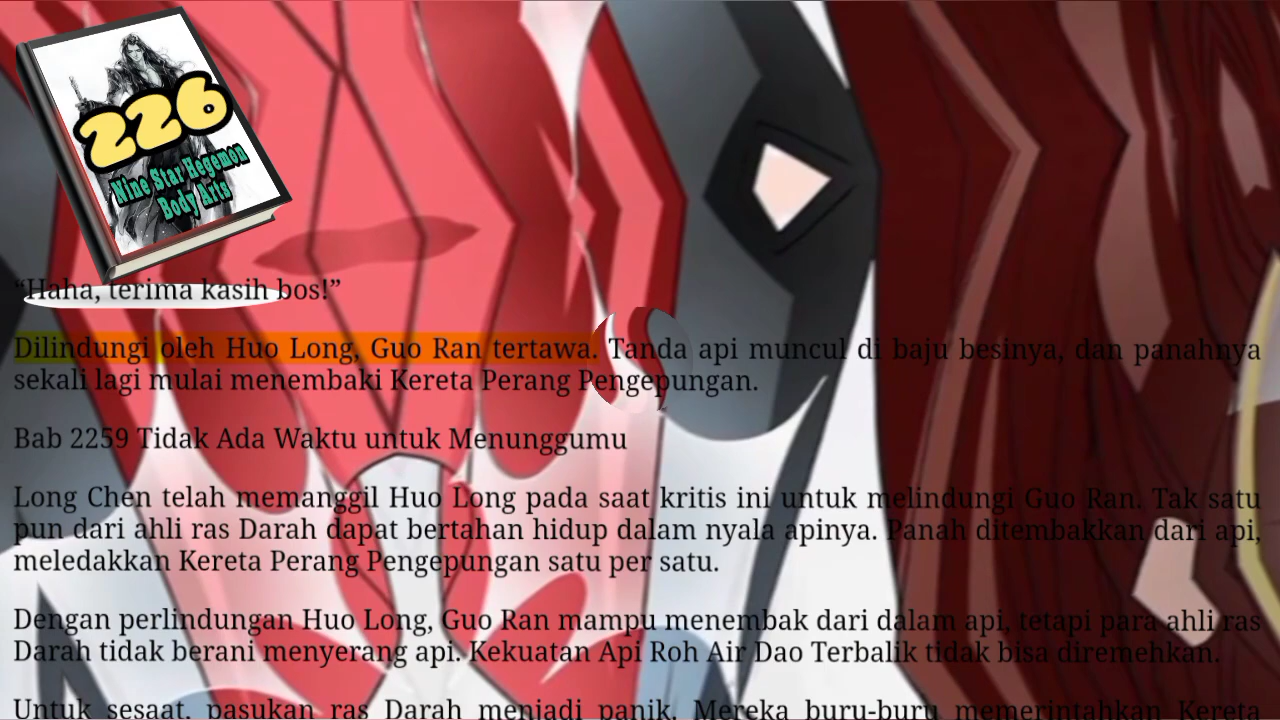 226
Nine Star Hegemon
Body Arts
“Haha, terima kasih bos!”
Dilindungi oleh Huo Long, Guo Ran tertawa. Tanda api muncul di baju besinya, dan panahnya
sekali lagi mulai menembaki Kereta Perang Pengepungan.
Bab 2259 Tidak Ada Waktu untuk Menunggumu
Long Chen telah memanggil Huo Long pada saat kritis ini untuk melindungi Guo Ran. Tak satu
pun dari ahli ras Darah dapat bertahan hidup dalam nyala apinya. Panah ditembakkan dari api,
meledakkan Kereta Perang Pengepungan satu per satu.
Dengan perlindungan Huo Long, Guo Ran mampu menembak dari dalam api, tetapi para ahli ras
Darah tidak berani menyerang api. Kekuatan Api Roh Air Dao Terbalik tidak bisa diremehkan.
Untuk sesaat, pasukan ras Darah menjadi panik. Mereka buru-buru memerintahkan Kereta